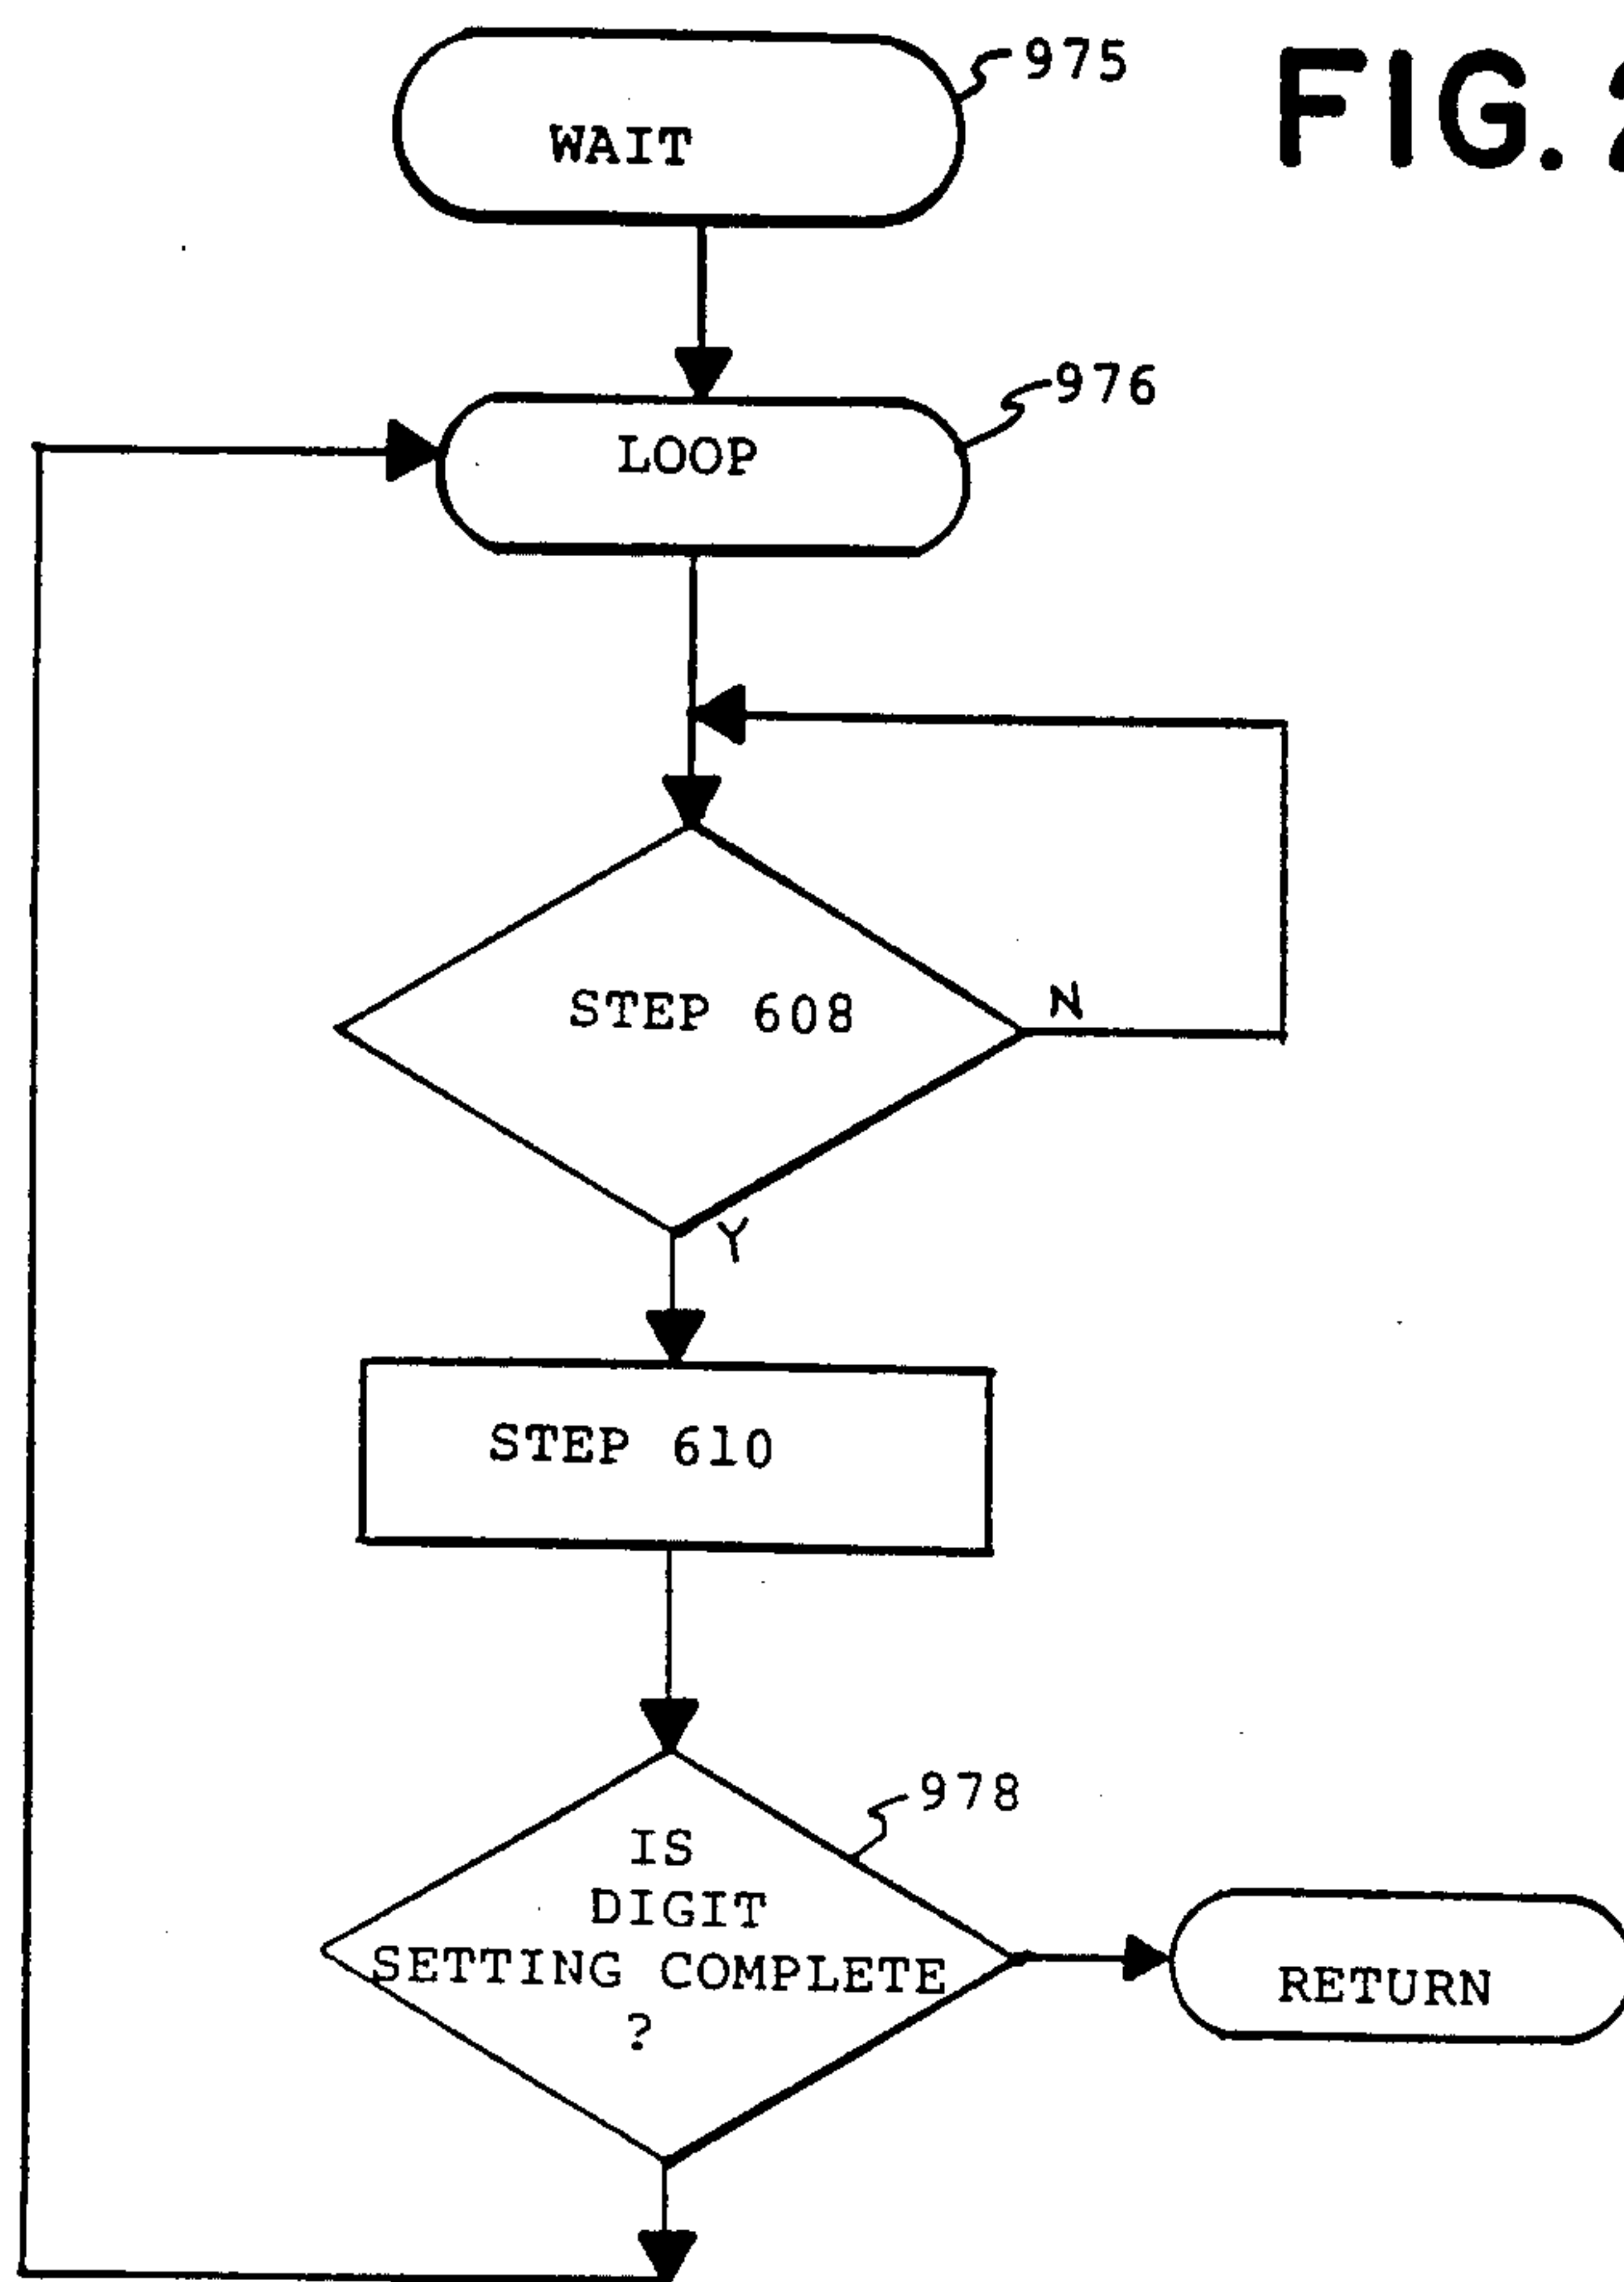 975
FIG. 2
WAIT
976
LOOP
STEP 608
N
Y
STEP 610
978
IS
DIGIT
SETTING COMPLETE
?
RETURN